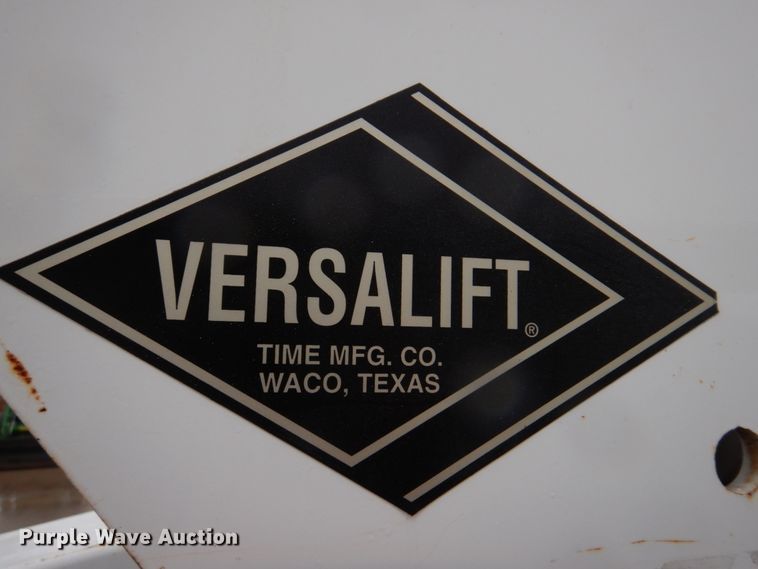 VERSALIFT®
TIME MFG. CO.
WACO, TEXAS
Purple Wave Auction